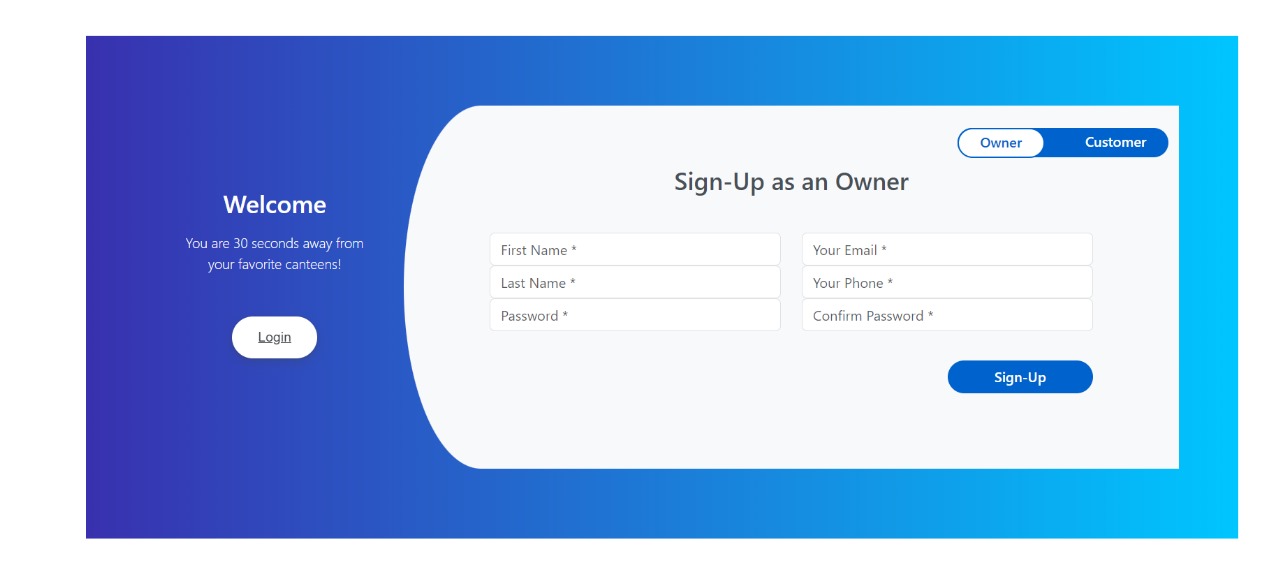 Welcome
You are 30 seconds away from
your favorite canteens!
Login
Owner
Customer
Sign-Up as an Owner
First Name *
Your Email *
Last Name *
Your Phone *
Password *
Confirm Password *
Sign-Up